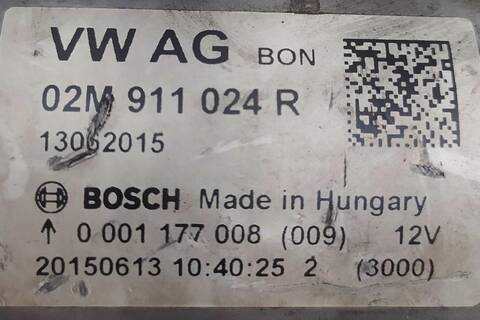 VW AG BON
02M 911 024 R
13062015
BOSCH Made in Hungary
↑ 0 001 177 008 (009) 12V
20150613 10:40:25 2 (3000)